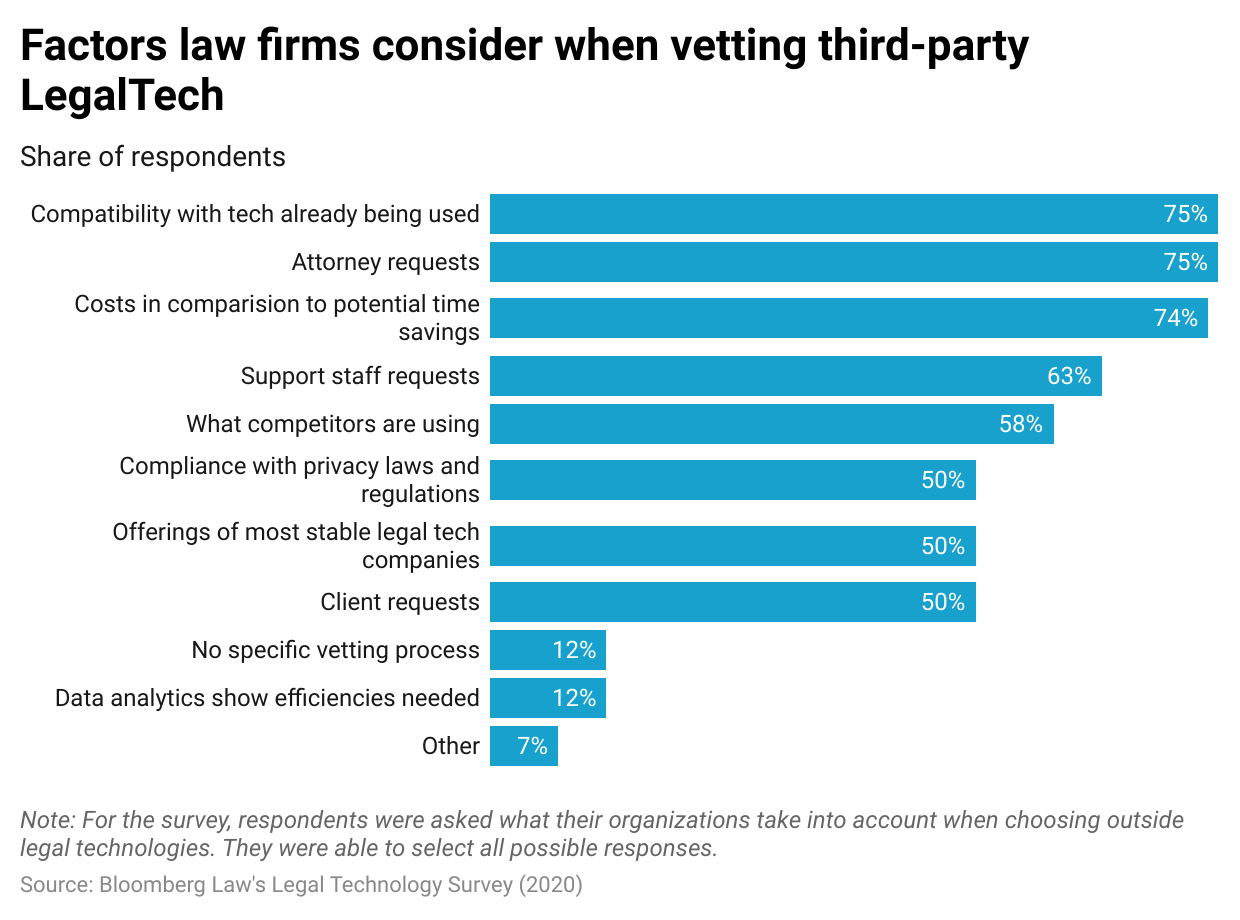 Factors law firms consider when vetting third-party
LegalTech
Share of respondents
Compatibility with tech already being used 75%
Attorney requests 75%
Costs in comparision to potential time
savings 74%
Support staff requests 63%
What competitors are using 58%
Compliance with privacy laws and
regulations 50%
Offerings of most stable legal tech
companies 50%
Client requests 50%
No specific vetting process 12%
Data analytics show efficiencies needed 12%
Other 7%
Note: For the survey, respondents were asked what their organizations take into account when choosing outside
legal technologies. They were able to select all possible responses.
Source: Bloomberg Law's Legal Technology Survey (2020)